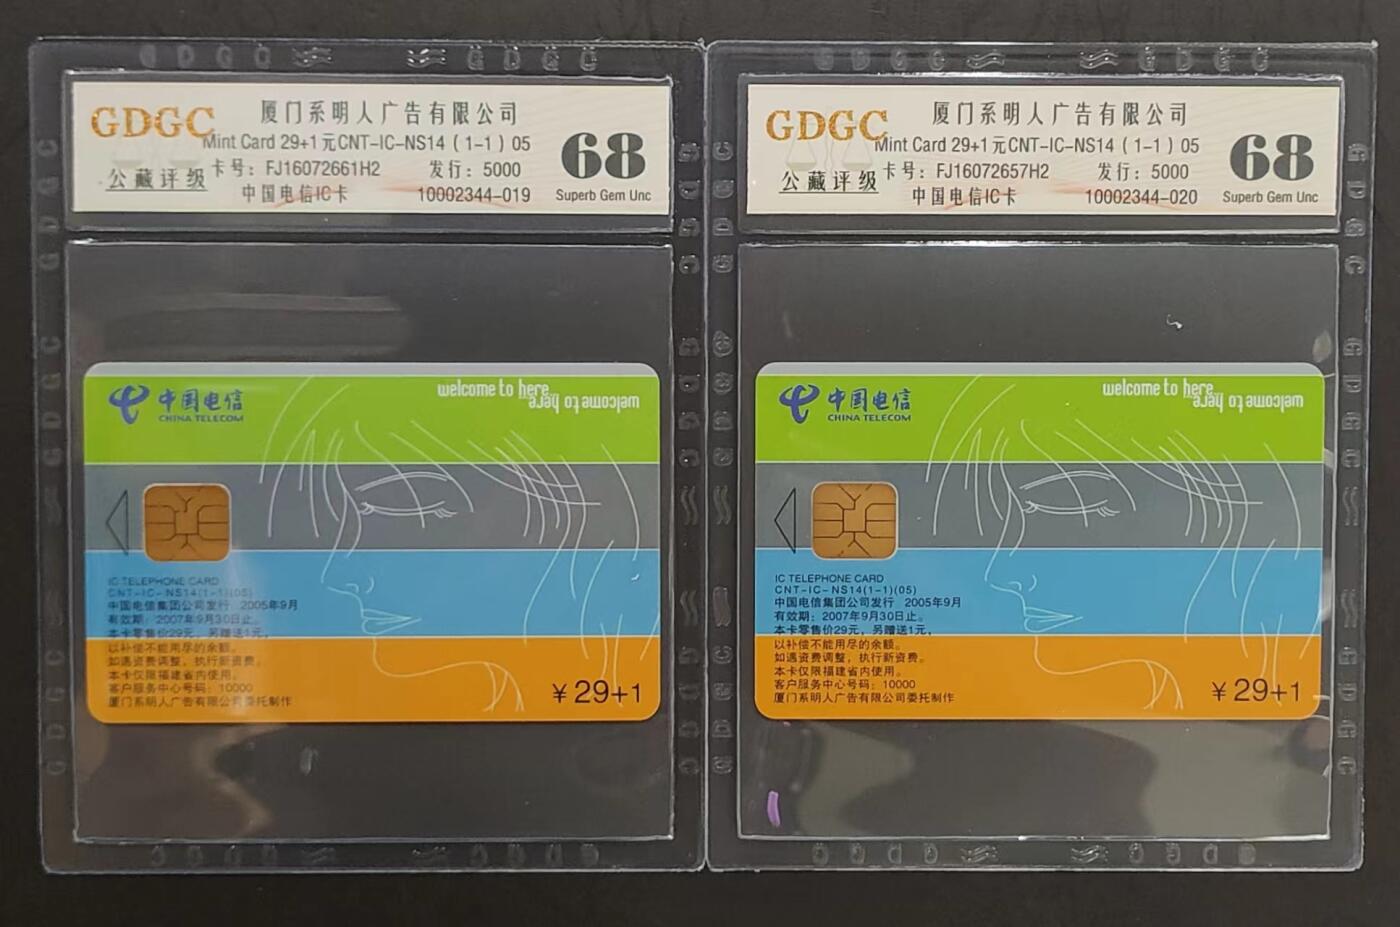 GDGC
公藏评级
厦门系明人广告有限公司
Mint Card 29+1元CNT-IC-NS14（1-1）05
卡号：FJ16072661H2 发行：5000
中国电信IC卡 10002344-019
68
Superb Gem Unc
中国电信
CHINA TELECOM
welcome to here
welcome to here
IC TELEPHONE CARD
CNT-IC-NS14(1-1)(05)
中国电信集团公司发行 2005年9月
有效期：2007年9月30日止。
本卡零售价29元，另赠送1元，
以补偿不能用尽的余额。
如遇资费调整，执行新资费。
本卡仅限福建省内使用。
客户服务中心号码：10000
厦门系明人广告有限公司委托制作
¥29+1
GDGC
公藏评级
厦门系明人广告有限公司
Mint Card 29+1元CNT-IC-NS14（1-1）05
卡号：FJ16072657H2 发行：5000
中国电信IC卡 10002344-020
68
Superb Gem Unc
中国电信
CHINA TELECOM
welcome to here
welcome to here
IC TELEPHONE CARD
CNT-IC-NS14(1-1)(05)
中国电信集团公司发行 2005年9月
有效期：2007年9月30日止。
本卡零售价29元，另赠送1元，
以补偿不能用尽的余额。
如遇资费调整，执行新资费。
本卡仅限福建省内使用。
客户服务中心号码：10000
厦门系明人广告有限公司委托制作
¥29+1